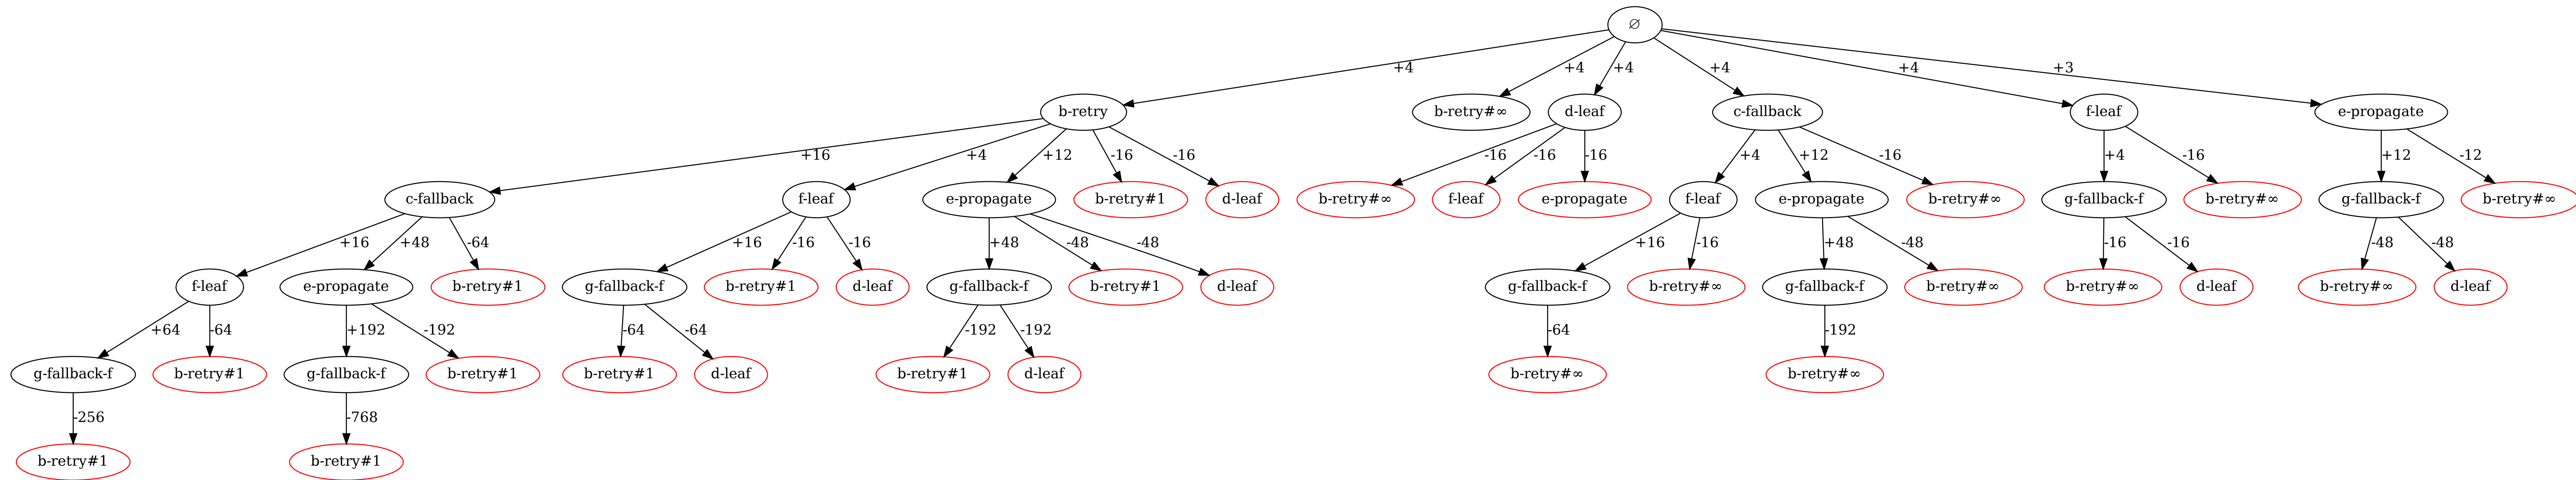 ∅
+4 +4 +4 +4 +4 +3
b-retry b-retry#∞ d-leaf c-fallback f-leaf e-propagate
+16 +4 +12 -16 -16 -16 -16 -16 +4 +12 -16 +4 -16 +12 -12
c-fallback f-leaf e-propagate b-retry#1 d-leaf b-retry#∞ f-leaf e-propagate f-leaf e-propagate b-retry#∞ g-fallback-f b-retry#∞ g-fallback-f b-retry#∞
+16 +48 -64 +16 -16 -16 +48 -48 -48 +16 -16 +48 -48 -16 -16 -48 -48
f-leaf e-propagate b-retry#1 g-fallback-f b-retry#1 d-leaf g-fallback-f b-retry#1 d-leaf g-fallback-f b-retry#∞ g-fallback-f b-retry#∞ b-retry#∞ d-leaf b-retry#∞ d-leaf
+64 -64 +192 -192 -64 -64 -192 -192 -64 -192
g-fallback-f b-retry#1 g-fallback-f b-retry#1 b-retry#1 d-leaf b-retry#1 d-leaf b-retry#∞ b-retry#∞
-256 -768
b-retry#1 b-retry#1